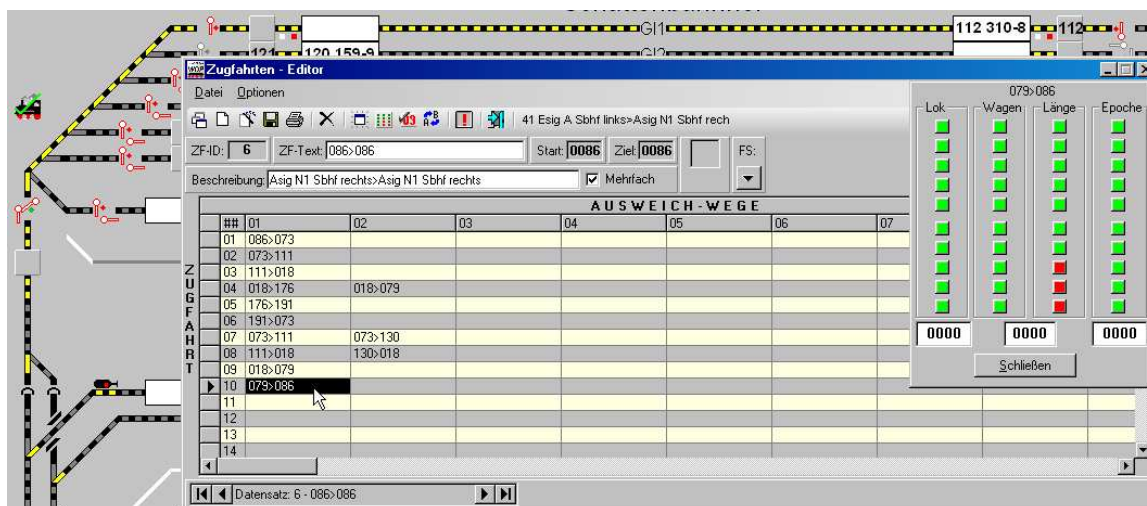 Gl1
112 310-8
112
121
120 159-9
Gl2
Zugfahrten - Editor
Datei Optionen
41 Esig A Sbhf links>Asig N1 Sbhf rech
ZF-ID: 6 ZF-Text: 086>086 Start: 0086 Ziel: 0086 FS:
Beschreibung: Asig N1 Sbhf rechts>Asig N1 Sbhf rechts Mehrfach
AUSWEICH-WEGE
ZUGFAHRT
## 01 02 03 04 05 06 07
01 086>073
02 073>111
03 111>018
04 018>176 018>079
05 176>191
06 191>073
07 073>111 073>130
08 111>018 130>018
09 018>079
10 079>086
11
12
13
14
Datensatz: 6 - 086>086
079>086
Lok Wagen Länge Epoche
0000 0000 0000
Schließen